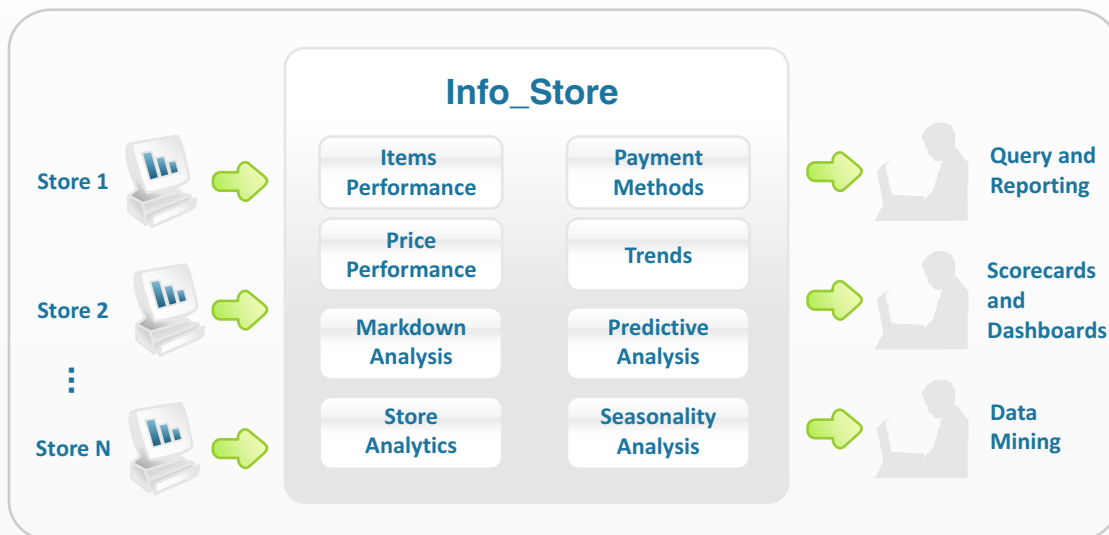 Info_Store
Store 1
Store 2
⋮
Store N
Items
Performance
Payment
Methods
Price
Performance
Trends
Markdown
Analysis
Predictive
Analysis
Store
Analytics
Seasonality
Analysis
Query and
Reporting
Scorecards
and
Dashboards
Data
Mining